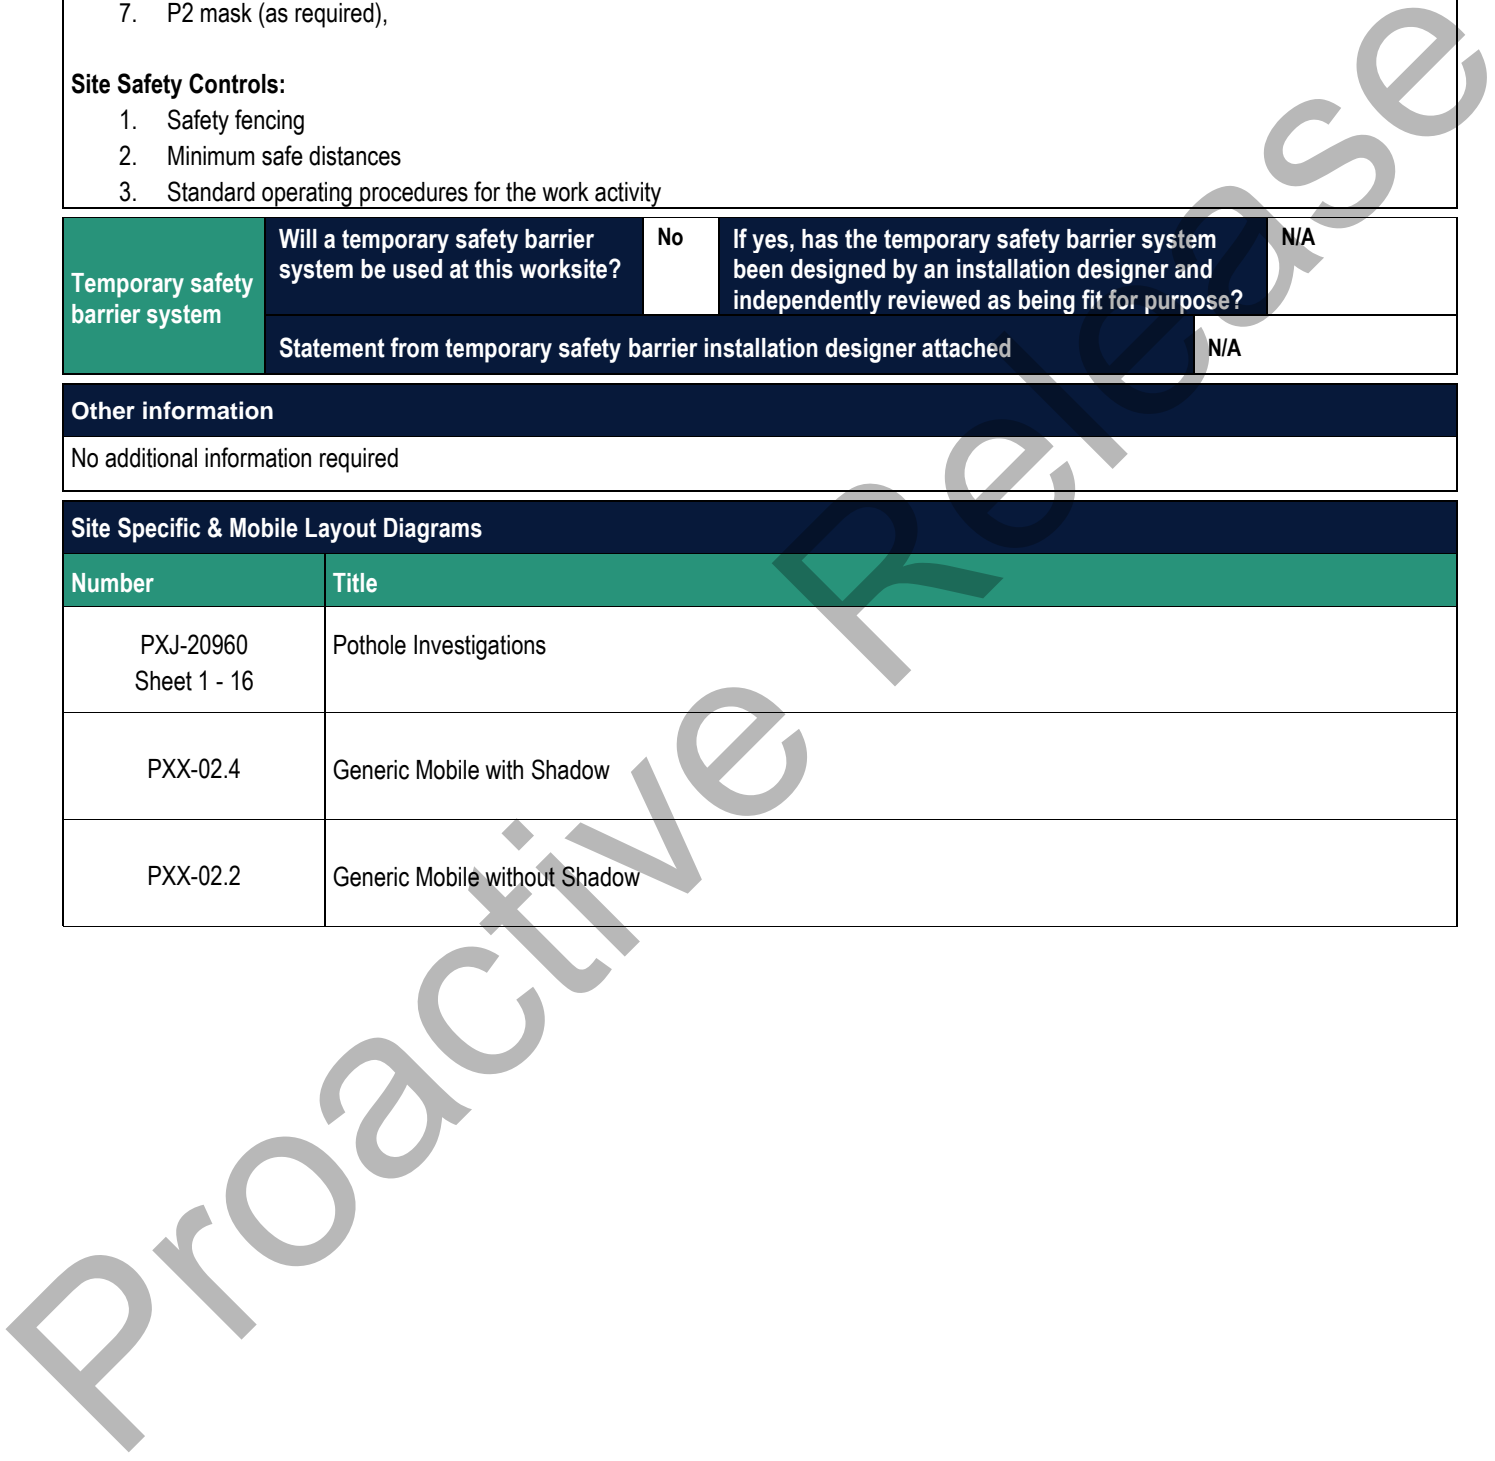 7. P2 mask (as required),
Site Safety Controls:
1. Safety fencing
2. Minimum safe distances
3. Standard operating procedures for the work activity
Temporary safety
barrier system
Will a temporary safety barrier
system be used at this worksite?
No
If yes, has the temporary safety barrier system
been designed by an installation designer and
independently reviewed as being fit for purpose?
N/A
Statement from temporary safety barrier installation designer attached
N/A
Other information
No additional information required
Site Specific & Mobile Layout Diagrams
Number
Title
PXJ-20960
Sheet 1 - 16
Pothole Investigations
PXX-02.4
Generic Mobile with Shadow
PXX-02.2
Generic Mobile without Shadow
Proactive Release